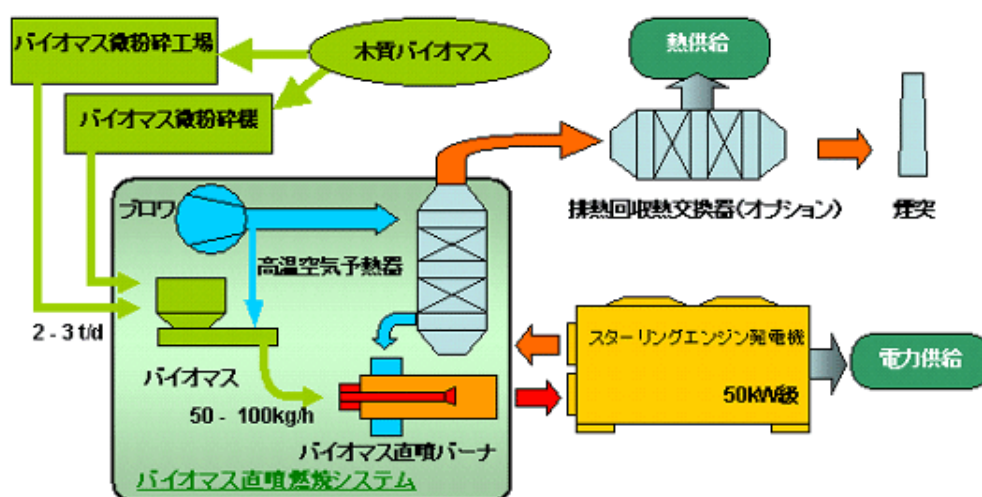 バイオマス微粉砕工場
木質バイオマス
熱供給
バイオマス微粉砕機
ブロワ
排熱回収熱交換器(オプション)
煙突
高温空気予熱器
2 - 3 t/d
スターリングエンジン発電機
電力供給
バイオマス
50kW級
50 - 100kg/h
バイオマス直噴バーナ
バイオマス直噴燃焼システム